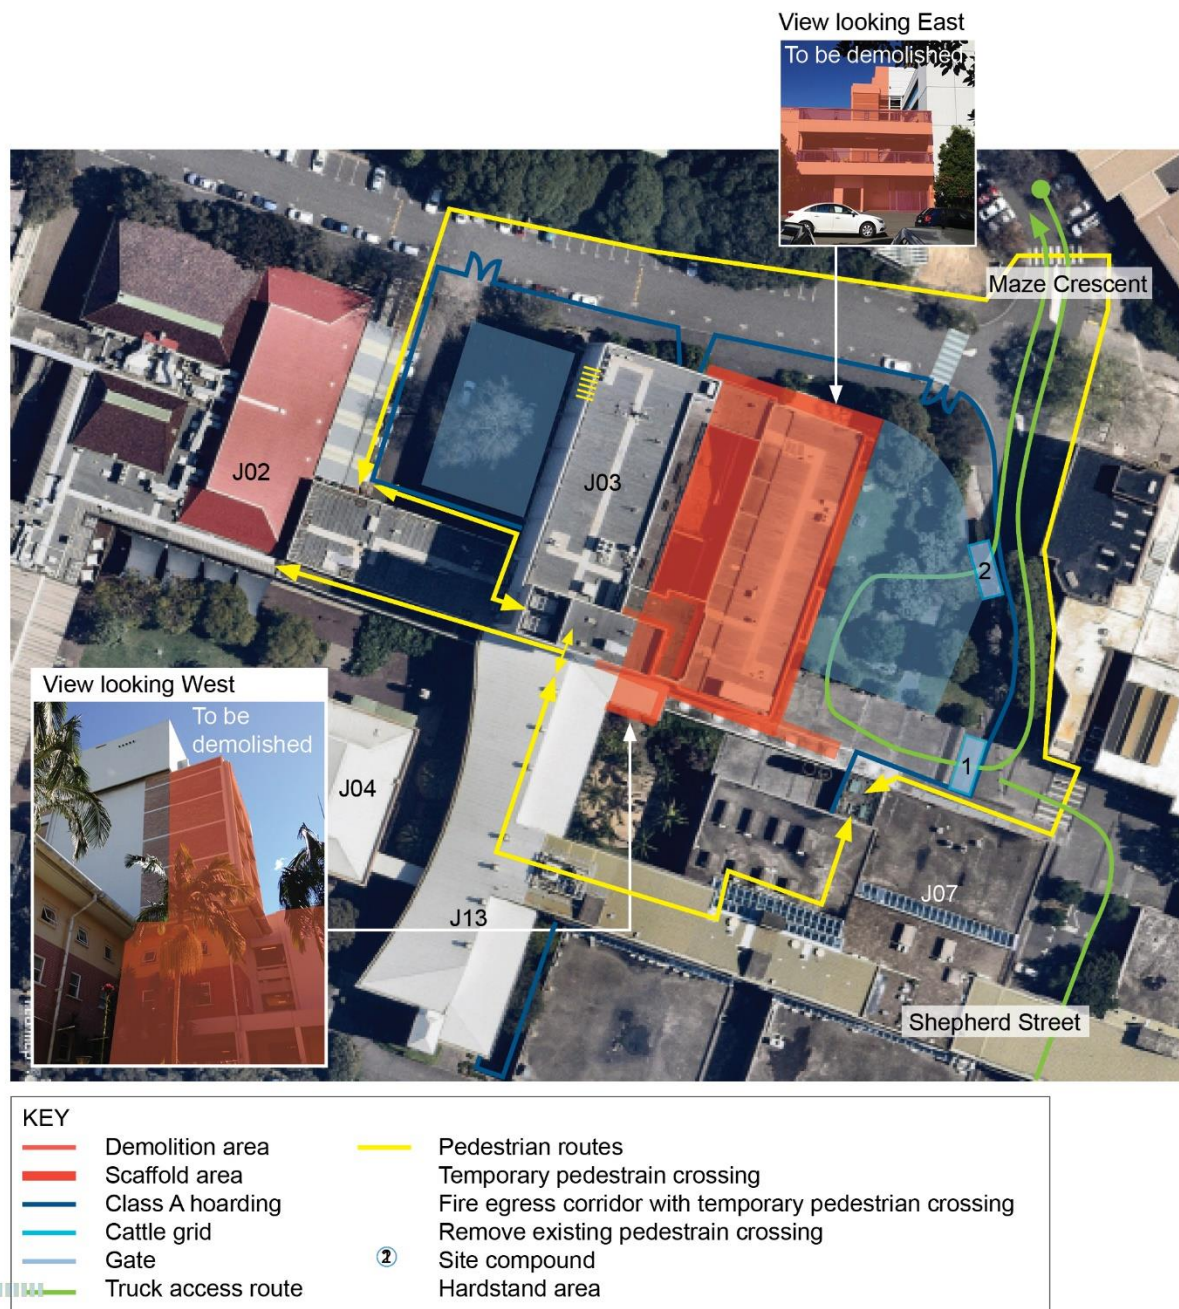 View looking East
To be demolished
Maze Crescent
J02
J03
2
View looking West
To be
demolished
1
J04
J07
J13
Shepherd Street
KEY
Demolition area
Scaffold area
Class A hoarding
Cattle grid
Gate
Truck access route
Pedestrian routes
Temporary pedestrain crossing
Fire egress corridor with temporary pedestrian crossing
Remove existing pedestrain crossing
Site compound
Hardstand area